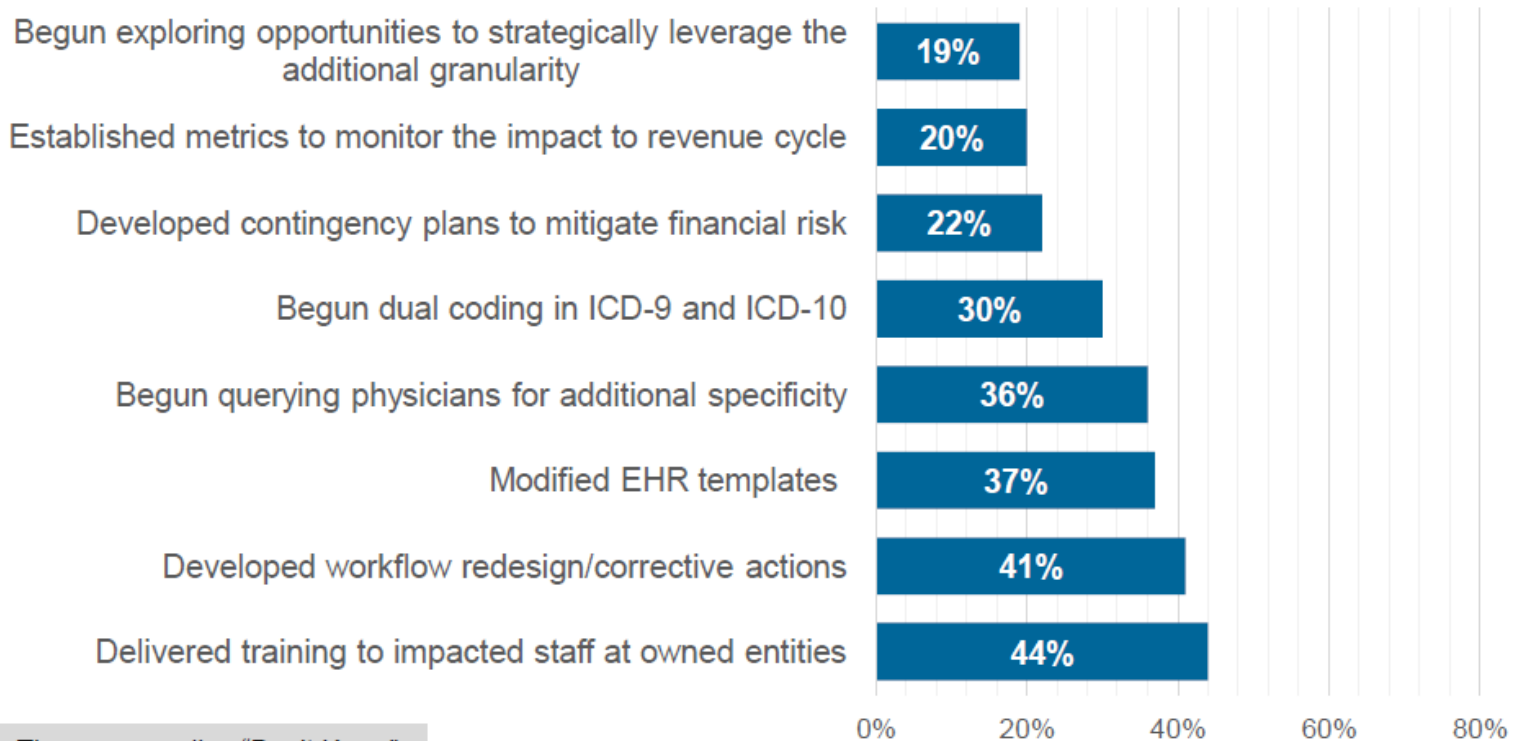 Begun exploring opportunities to strategically leverage the
additional granularity
19%
Established metrics to monitor the impact to revenue cycle
20%
Developed contingency plans to mitigate financial risk
22%
Begun dual coding in ICD-9 and ICD-10
30%
Begun querying physicians for additional specificity
36%
Modified EHR templates
37%
Developed workflow redesign/corrective actions
41%
Delivered training to impacted staff at owned entities
44%
0% 20% 40% 60% 80%